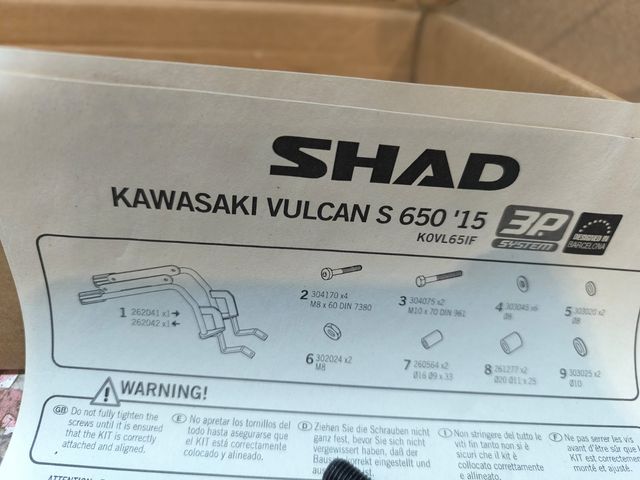 SHAD
KAWASAKI VULCAN S 650 '15
K0VL65IF
3P
SYSTEM
DESIGNED IN
BARCELONA
1 262041 x1→
262042 x1←
2 304170 x4
M8 x 60 DIN 7380
3 304075 x2
M10 x 70 DIN 961
4 303045 x6
Ø8
5 303020 x2
Ø8
6 302024 x2
M8
7 260564 x2
Ø16 Ø9 x 33
8 261277 x2
Ø20 Ø11 x 25
9 303025 x2
Ø10
WARNING!
GB Do not fully tighten the
screws until it is ensured
that the KIT is correctly
attached and aligned.
E No apretar los tornillos del
todo hasta asegurarse que
el KIT está correctamente
colocado y alineado.
D Ziehen Sie die Schrauben nicht
ganz fest, bevor Sie sich nicht
vergewissert haben, daß der
korrekt eingestellt und
I Non stringere del tutto le
viti fin tanto non si è
sicuri che il kit è
collocato correttamente
e allineato.
F Ne pas serrer les vis
avant d'être sûr que
KIT est correctement
monté et ajusté.